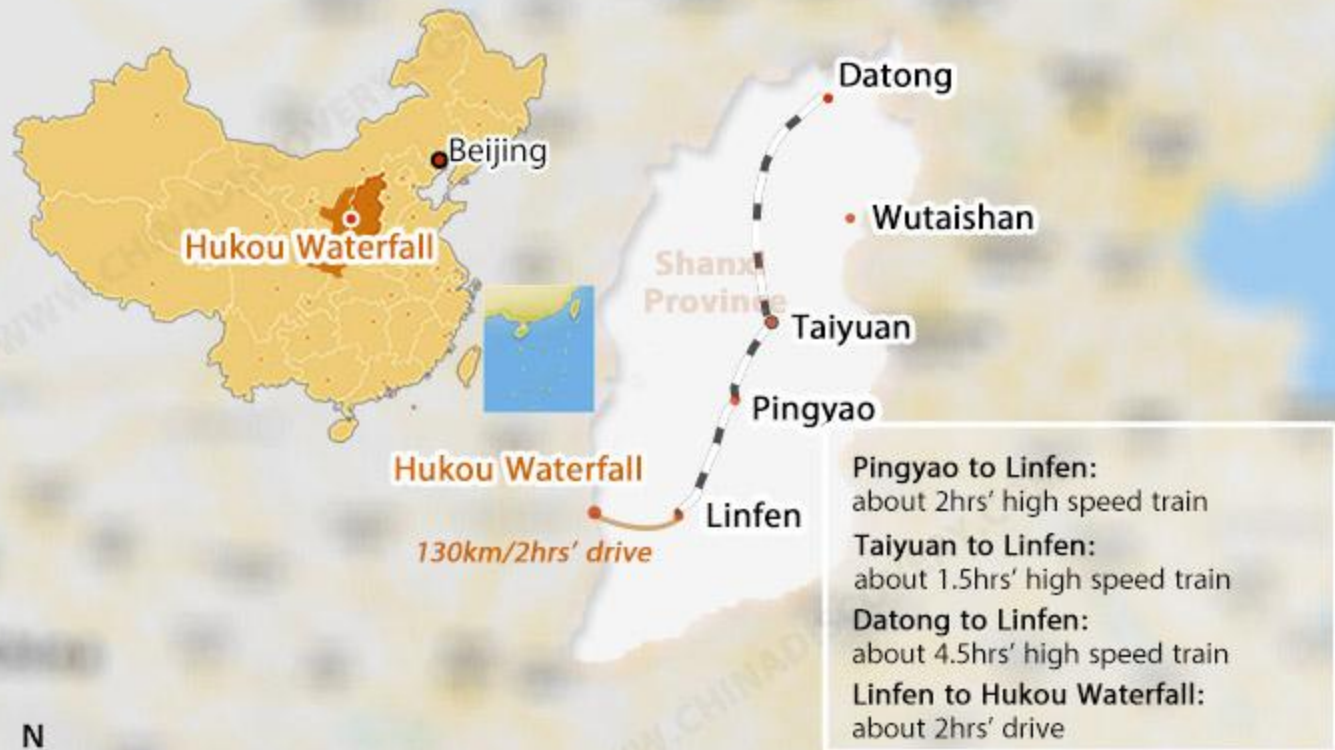 Datong
Beijing
Wutaishan
Hukou Waterfall
Shanxi
Province
Taiyuan
Pingyao
Hukou Waterfall
Linfen
130km/2hrs' drive
Pingyao to Linfen:
about 2hrs' high speed train
Taiyuan to Linfen:
about 1.5hrs' high speed train
Datong to Linfen:
about 4.5hrs' high speed train
Linfen to Hukou Waterfall:
about 2hrs' drive
N